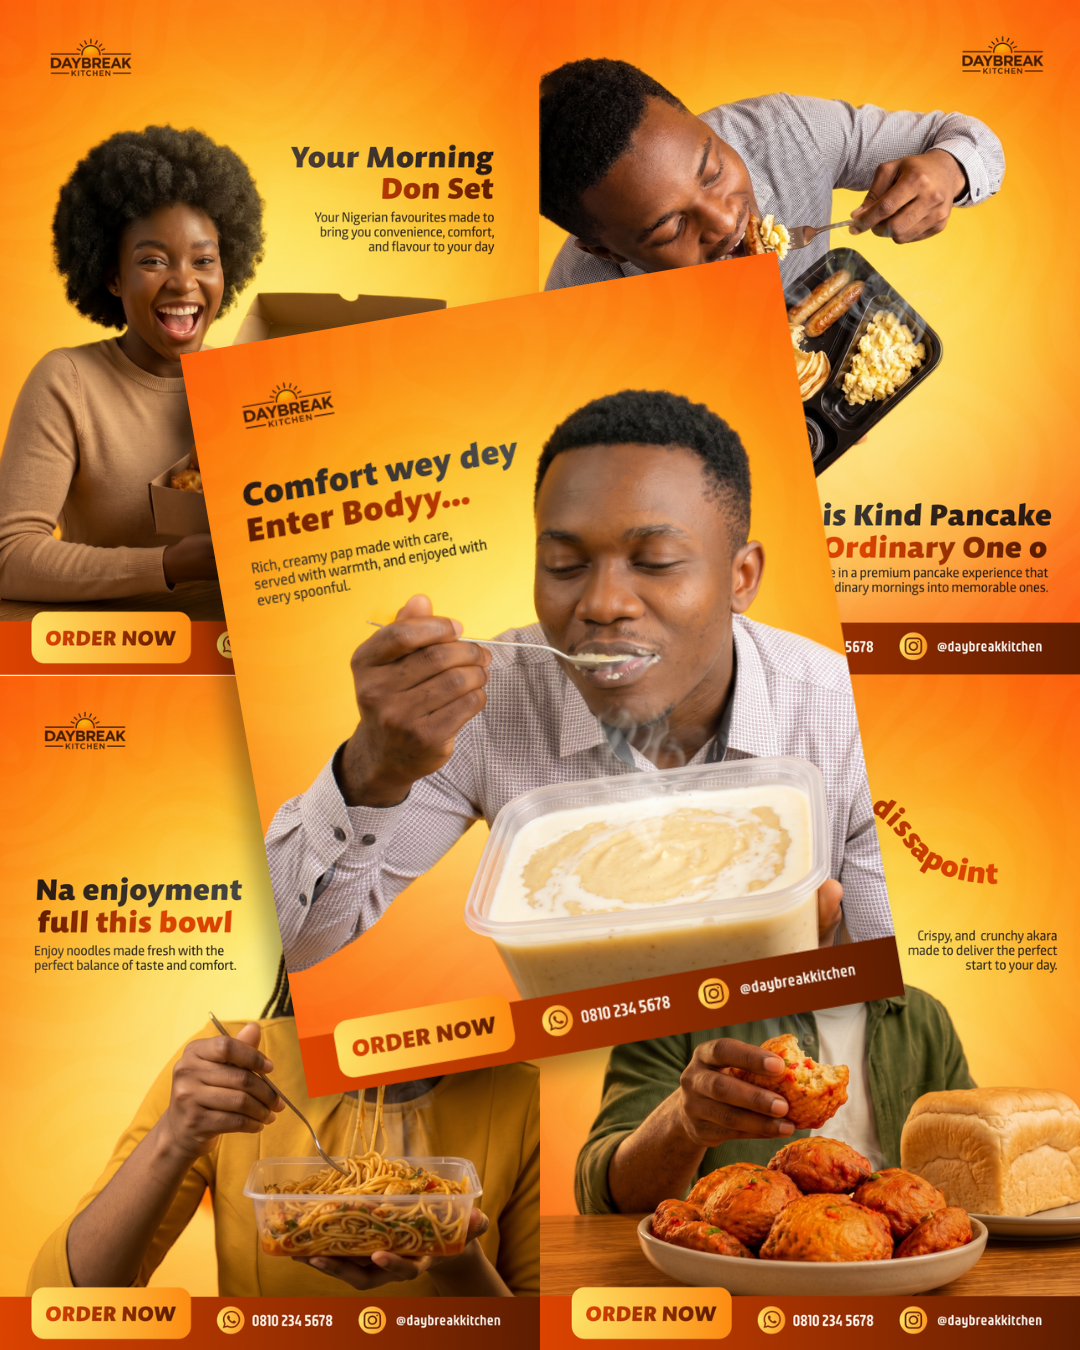 DAYBREAK
KITCHEN
Your Morning
Don Set
Your Nigerian favourites made to
bring you convenience, comfort,
and flavour to your day
ORDER NOW
DAYBREAK
KITCHEN
is Kind Pancake
Ordinary One o
e in a premium pancake experience that
dinary mornings into memorable ones.
5678
@daybreakkitchen
DAYBREAK
KITCHEN
Comfort wey dey
Enter Bodyy...
Rich, creamy pap made with care,
served with warmth, and enjoyed with
every spoonful.
ORDER NOW
0810 234 5678
@daybreakkitchen
DAYBREAK
KITCHEN
Na enjoyment
full this bowl
Enjoy noodles made fresh with the
perfect balance of taste and comfort.
ORDER NOW
0810 234 5678
@daybreakkitchen
dissapoint
Crispy, and crunchy akara
made to deliver the perfect
start to your day.
ORDER NOW
0810 234 5678
@daybreakkitchen